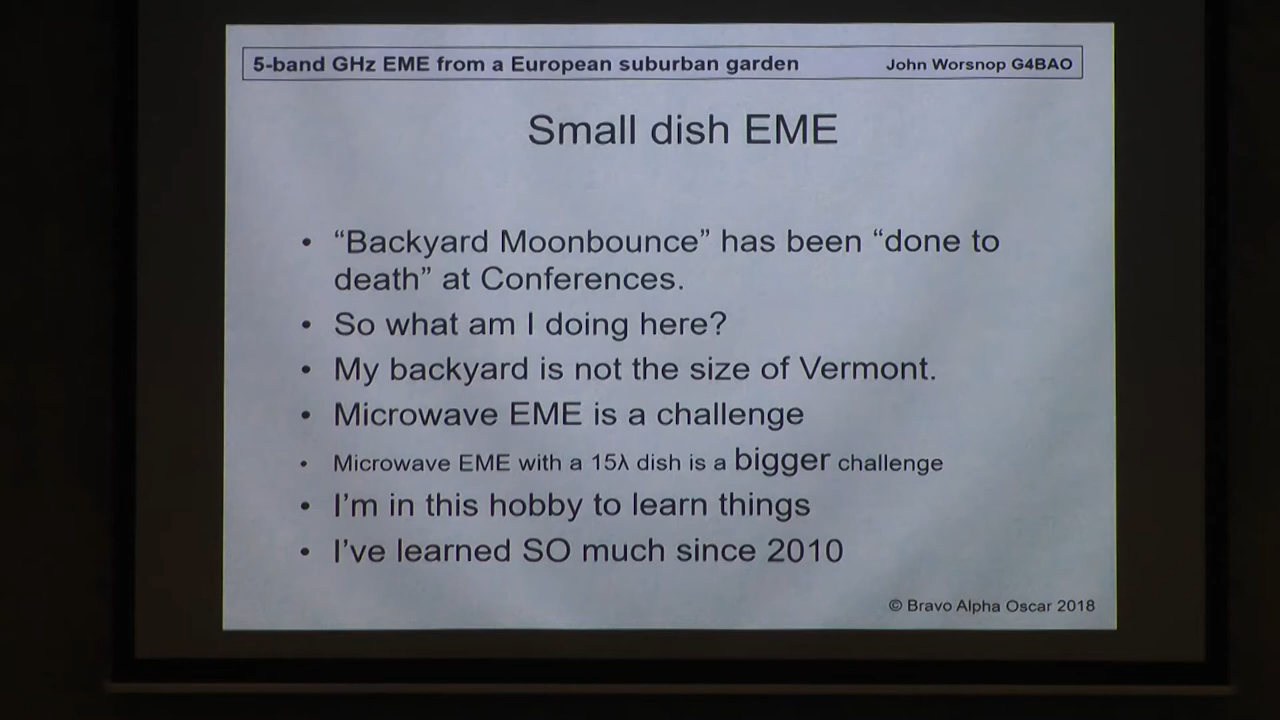 5-band GHz EME from a European suburban garden John Worsnop G4BAO
Small dish EME
• “Backyard Moonbounce” has been “done to
death” at Conferences.
• So what am I doing here?
• My backyard is not the size of Vermont.
• Microwave EME is a challenge
• Microwave EME with a 15λ dish is a bigger challenge
• I’m in this hobby to learn things
• I’ve learned SO much since 2010
© Bravo Alpha Oscar 2018